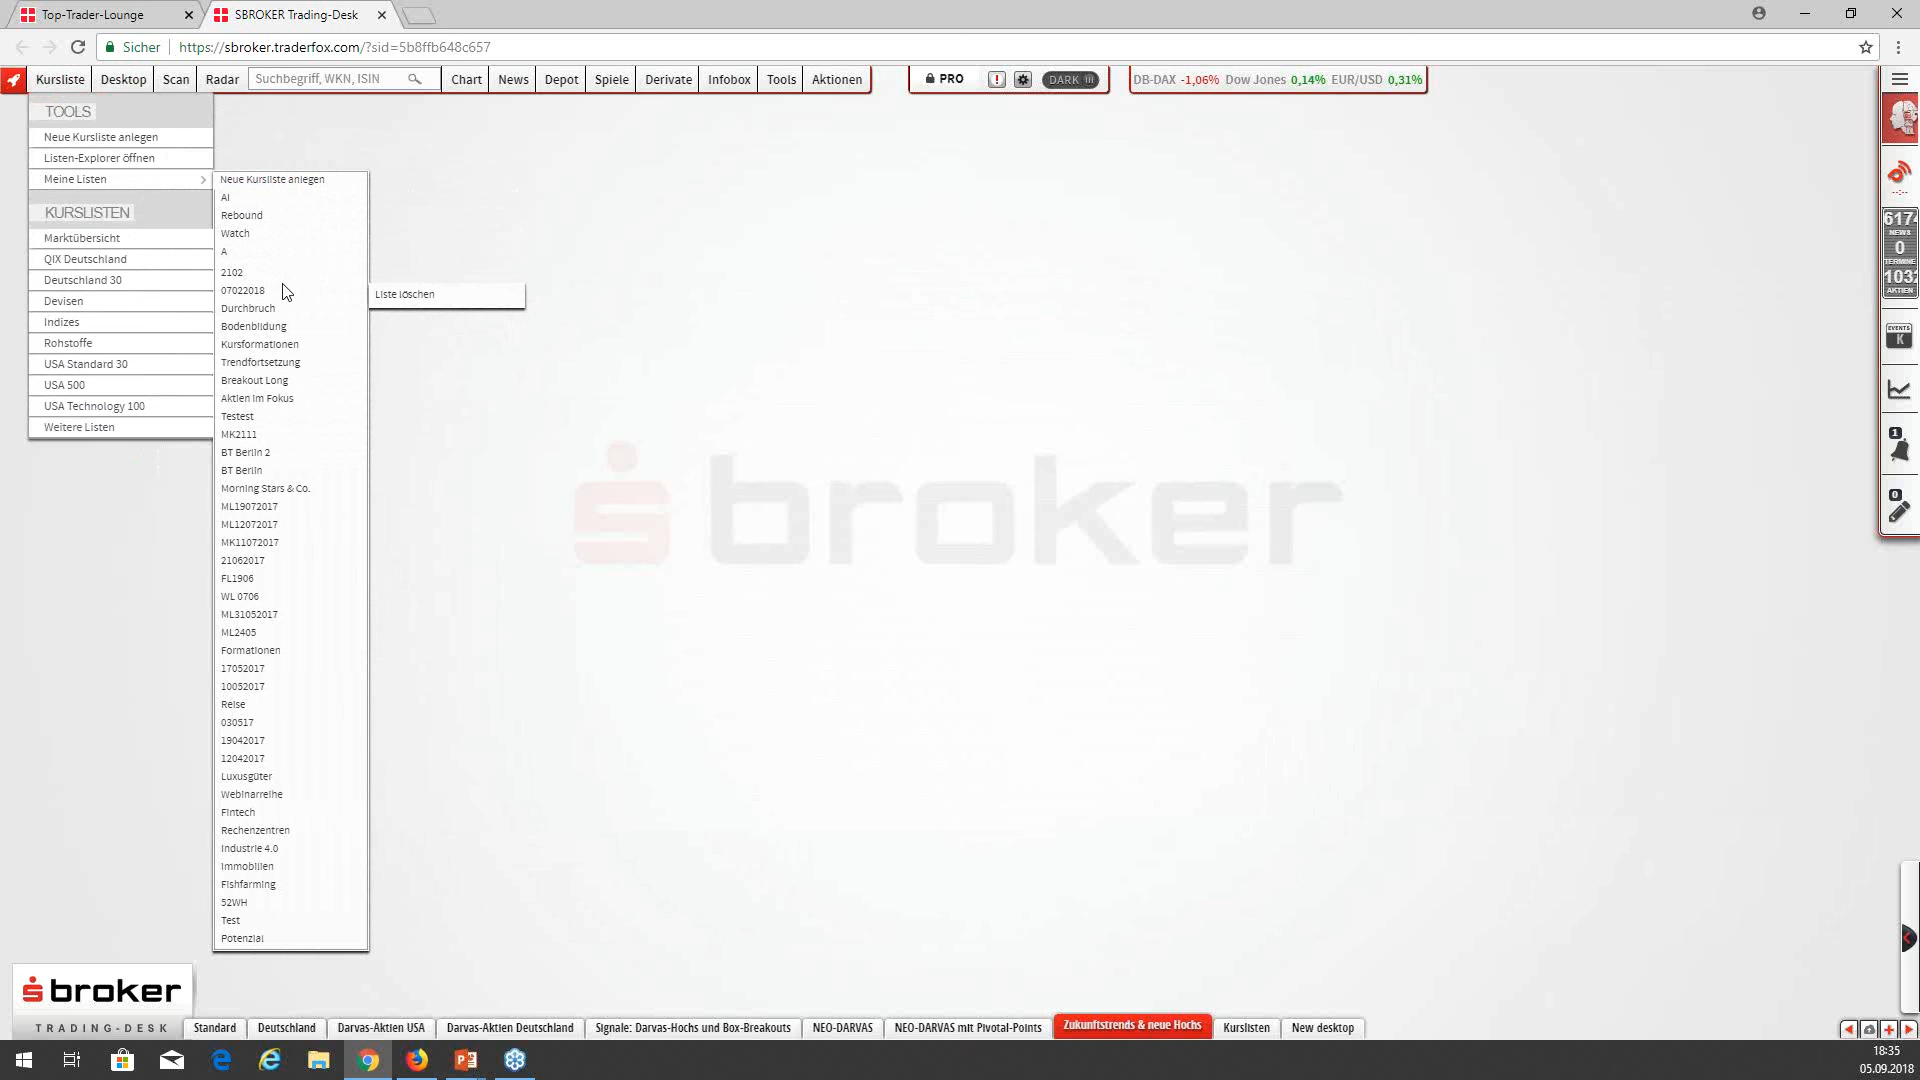 Top-Trader-Lounge
SBROKER Trading-Desk
Sicher
https://sbroker.traderfox.com/?sid=5b8ffb648c657
Kursliste Desktop Scan Radar Suchbegriff, WKN, ISIN Chart News Depot Spiele Derivate Infobox Tools Aktionen
PRO ! DARK
DB-DAX -1,06% Dow Jones 0,14% EUR/USD 0,31%
TOOLS
Neue Kursliste anlegen
Listen-Explorer öffnen
Meine Listen
KURSLISTEN
Marktübersicht
QIX Deutschland
Deutschland 30
Devisen
Indizes
Rohstoffe
USA Standard 30
USA 500
USA Technology 100
Weitere Listen
Neue Kursliste anlegen
AI
Rebound
Watch
A
2102
07022018
Durchbruch
Bodenbildung
Kursformationen
Trendfortsetzung
Breakout Long
Aktien im Fokus
Testest
MK2111
BT Berlin 2
BT Berlin
Morning Stars & Co.
ML19072017
ML12072017
MK11072017
21062017
FL1906
WL 0706
ML31052017
ML2405
Formationen
17052017
10052017
Reise
030517
19042017
12042017
Luxusgüter
Webinarreihe
Fintech
Rechenzentren
Industrie 4.0
Immobilien
Fishfarming
52WH
Test
Potenzial
Liste löschen
broker
--:--
6174
NEWS
0
TERMINE
1032
AKTIEN
EVENTS
K
1
0
broker
TRADING-DESK
Standard Deutschland Darvas-Aktien USA Darvas-Aktien Deutschland Signale: Darvas-Hochs und Box-Breakouts NEO-DARVAS NEO-DARVAS mit Pivotal-Points Zukunftstrends & neue Hochs Kurslisten New desktop
18:35
05.09.2018